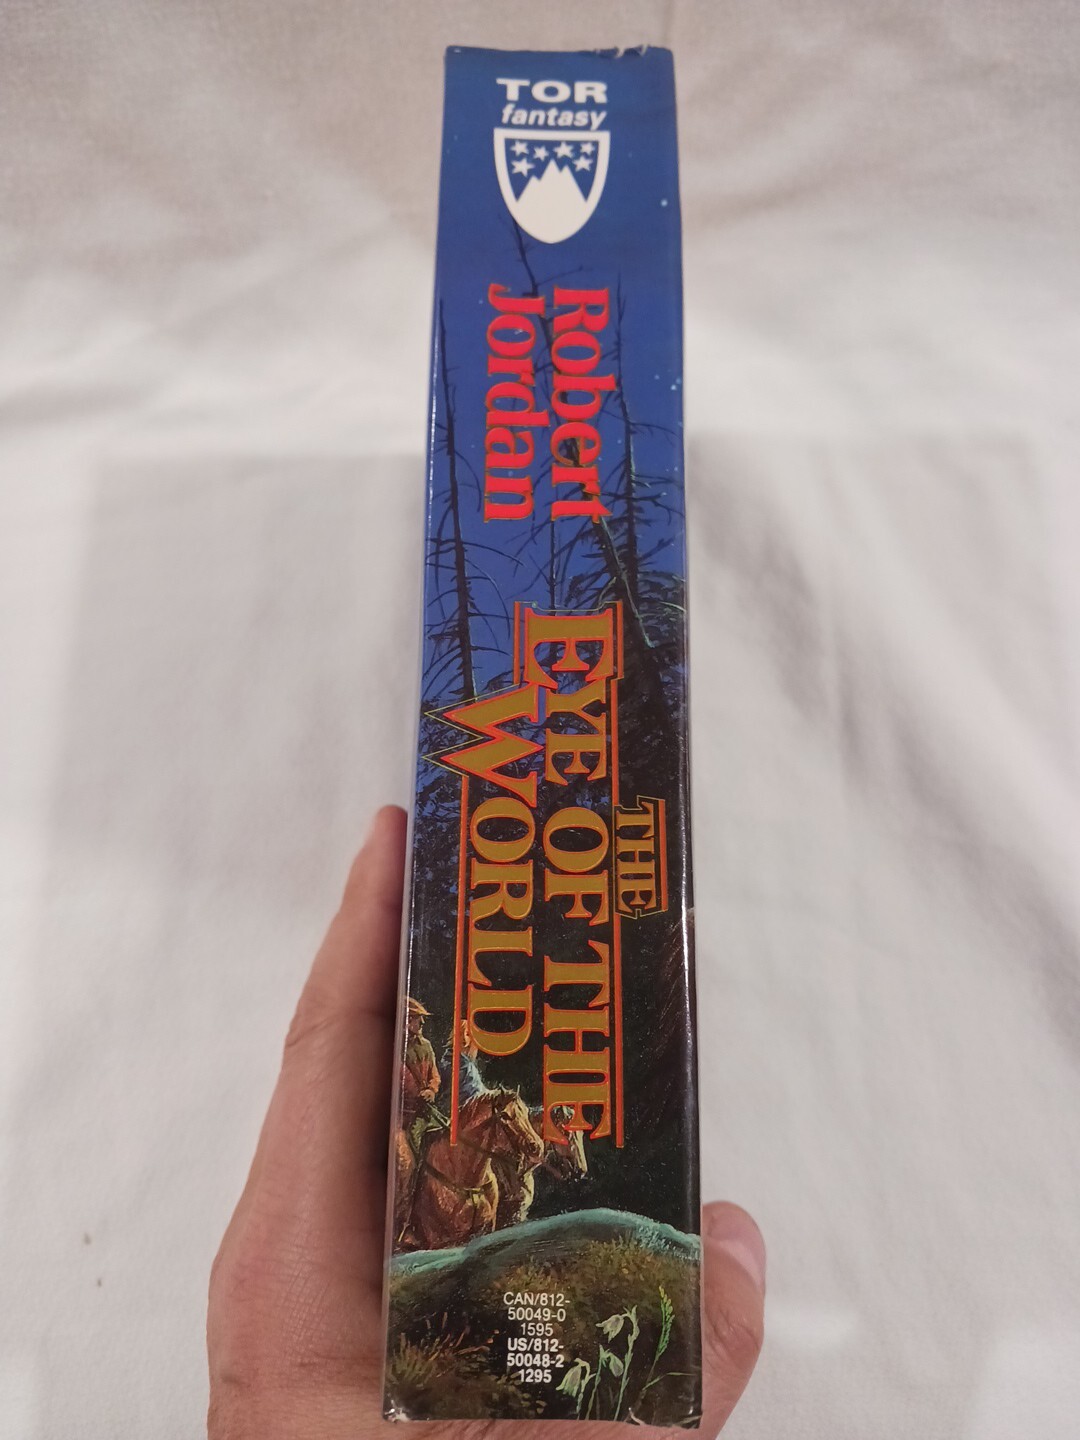 TOR
fantasy
Robert
Jordan
THE
EYE OF THE
WORLD
CAN/812-
50049-0
1595
US/812-
50048-2
1295